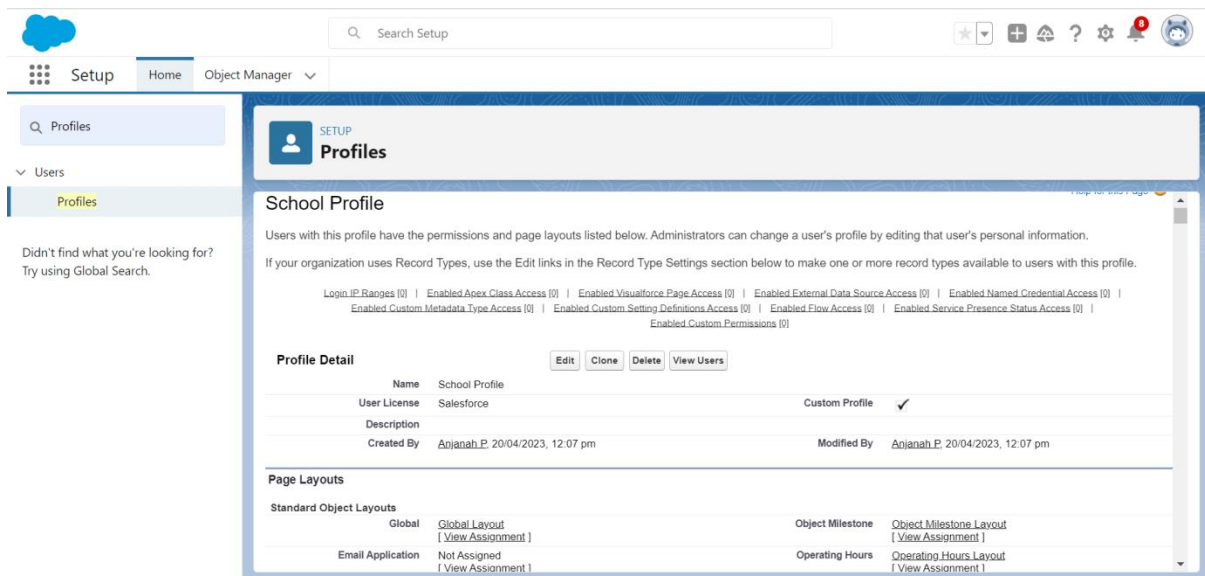 Search Setup
8
Setup
Home
Object Manager
Profiles
Users
Profiles
Didn't find what you're looking for?
Try using Global Search.
SETUP
Profiles
Help for this Page
School Profile
Users with this profile have the permissions and page layouts listed below. Administrators can change a user's profile by editing that user's personal information.
If your organization uses Record Types, use the Edit links in the Record Type Settings section below to make one or more record types available to users with this profile.
Login IP Ranges [0] | Enabled Apex Class Access [0] | Enabled Visualforce Page Access [0] | Enabled External Data Source Access [0] | Enabled Named Credential Access [0] |
Enabled Custom Metadata Type Access [0] | Enabled Custom Setting Definitions Access [0] | Enabled Flow Access [0] | Enabled Service Presence Status Access [0] |
Enabled Custom Permissions [0]
Profile Detail Edit Clone Delete View Users
Name School Profile
User License Salesforce Custom Profile ✓
Description
Created By Anjanah P, 20/04/2023, 12:07 pm Modified By Anjanah P, 20/04/2023, 12:07 pm
Page Layouts
Standard Object Layouts
Global Global Layout Object Milestone Object Milestone Layout
[ View Assignment ] [ View Assignment ]
Email Application Not Assigned Operating Hours Operating Hours Layout
[ View Assignment ] [ View Assignment ]